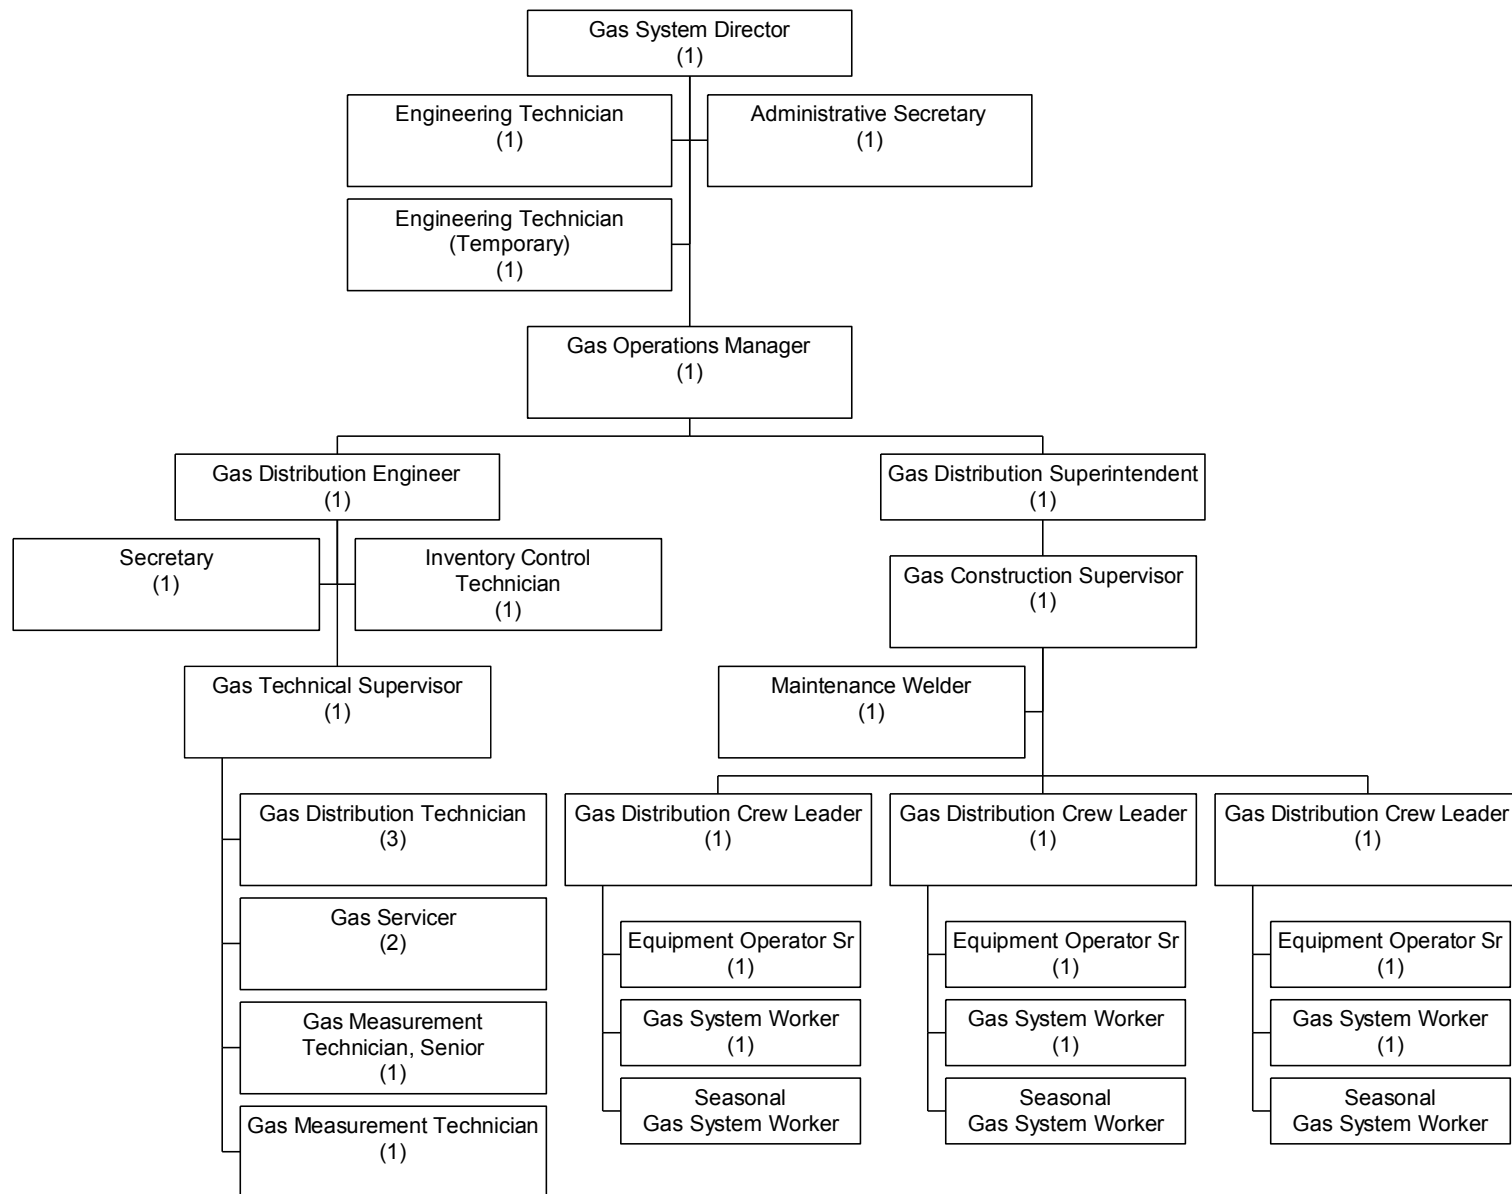 Gas System Director
(1)
Engineering Technician
(1)
Administrative Secretary
(1)
Engineering Technician
(Temporary)
(1)
Gas Operations Manager
(1)
Gas Distribution Engineer
(1)
Gas Distribution Superintendent
(1)
Secretary
(1)
Inventory Control
Technician
(1)
Gas Construction Supervisor
(1)
Gas Technical Supervisor
(1)
Maintenance Welder
(1)
Gas Distribution Technician
(3)
Gas Servicer
(2)
Gas Measurement
Technician, Senior
(1)
Gas Measurement Technician
(1)
Gas Distribution Crew Leader
(1)
Equipment Operator Sr
(1)
Gas System Worker
(1)
Seasonal
Gas System Worker
Gas Distribution Crew Leader
(1)
Equipment Operator Sr
(1)
Gas System Worker
(1)
Seasonal
Gas System Worker
Gas Distribution Crew Leader
(1)
Equipment Operator Sr
(1)
Gas System Worker
(1)
Seasonal
Gas System Worker